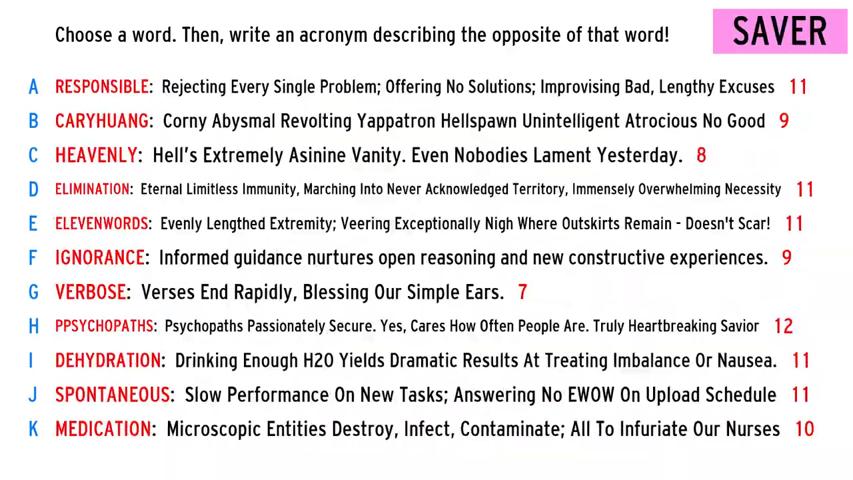 Choose a word. Then, write an acronym describing the opposite of that word!
SAVER
A RESPONSIBLE: Rejecting Every Single Problem; Offering No Solutions; Improvising Bad, Lengthy Excuses 11
B CARYHUANG: Corny Abysmal Revolting Yappatron Hellspawn Unintelligent Atrocious No Good 9
C HEAVENLY: Hell's Extremely Asinine Vanity. Even Nobodies Lament Yesterday. 8
D ELIMINATION: Eternal Limitless Immunity, Marching Into Never Acknowledged Territory, Immensely Overwhelming Necessity 11
E ELEVENWORDS: Evenly Lengthed Extremity; Veering Exceptionally Nigh Where Outskirts Remain - Doesn't Scar! 11
F IGNORANCE: Informed guidance nurtures open reasoning and new constructive experiences. 9
G VERBOSE: Verses End Rapidly, Blessing Our Simple Ears. 7
H PPSYCHOPATHS: Psychopaths Passionately Secure. Yes, Cares How Often People Are. Truly Heartbreaking Savior 12
I DEHYDRATION: Drinking Enough H2O Yields Dramatic Results At Treating Imbalance Or Nausea. 11
J SPONTANEOUS: Slow Performance On New Tasks; Answering No EWOW On Upload Schedule 11
K MEDICATION: Microscopic Entities Destroy, Infect, Contaminate; All To Infuriate Our Nurses 10